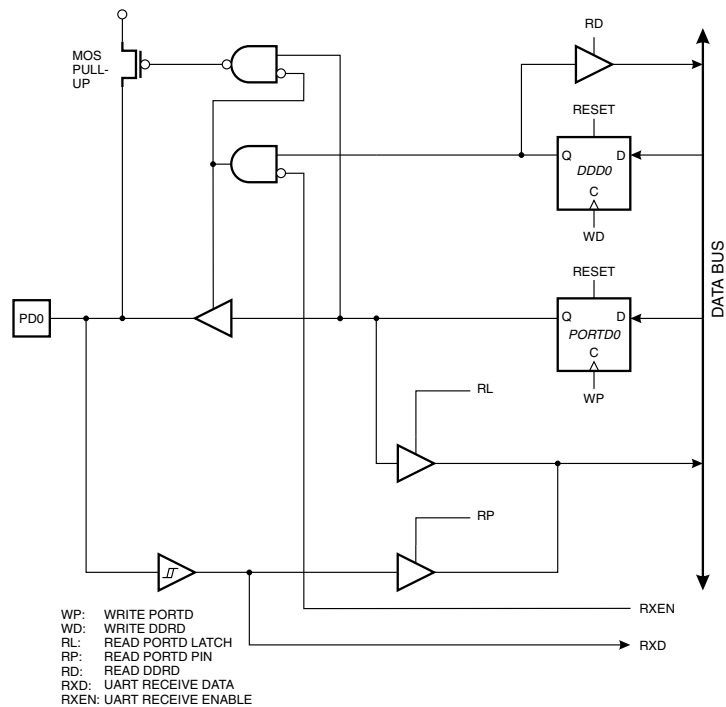 RD
MOS
PULL-
UP
RESET
Q
D
DDD0
C
WD
RESET
DATA BUS
PD0
Q
D
PORTD0
C
WP
RL
RP
RXEN
WP: WRITE PORTD
WD: WRITE DDRD
RL: READ PORTD LATCH
RXD
RP: READ PORTD PIN
RD: READ DDRD
RXD: UART RECEIVE DATA
RXEN: UART RECEIVE ENABLE